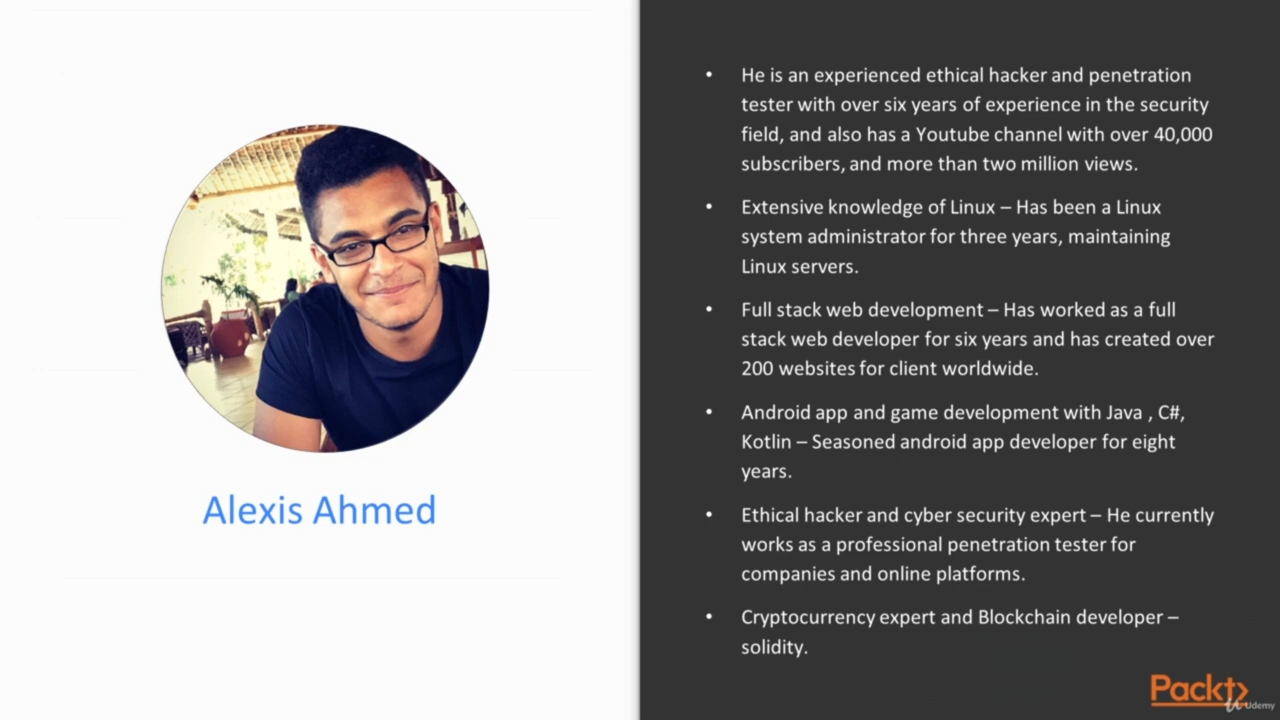 Alexis Ahmed
• He is an experienced ethical hacker and penetration
tester with over six years of experience in the security
field, and also has a Youtube channel with over 40,000
subscribers, and more than two million views.
• Extensive knowledge of Linux – Has been a Linux
system administrator for three years, maintaining
Linux servers.
• Full stack web development – Has worked as a full
stack web developer for six years and has created over
200 websites for client worldwide.
• Android app and game development with Java , C#,
Kotlin – Seasoned android app developer for eight
years.
• Ethical hacker and cyber security expert – He currently
works as a professional penetration tester for
companies and online platforms.
• Cryptocurrency expert and Blockchain developer –
solidity.
Packt
Udemy